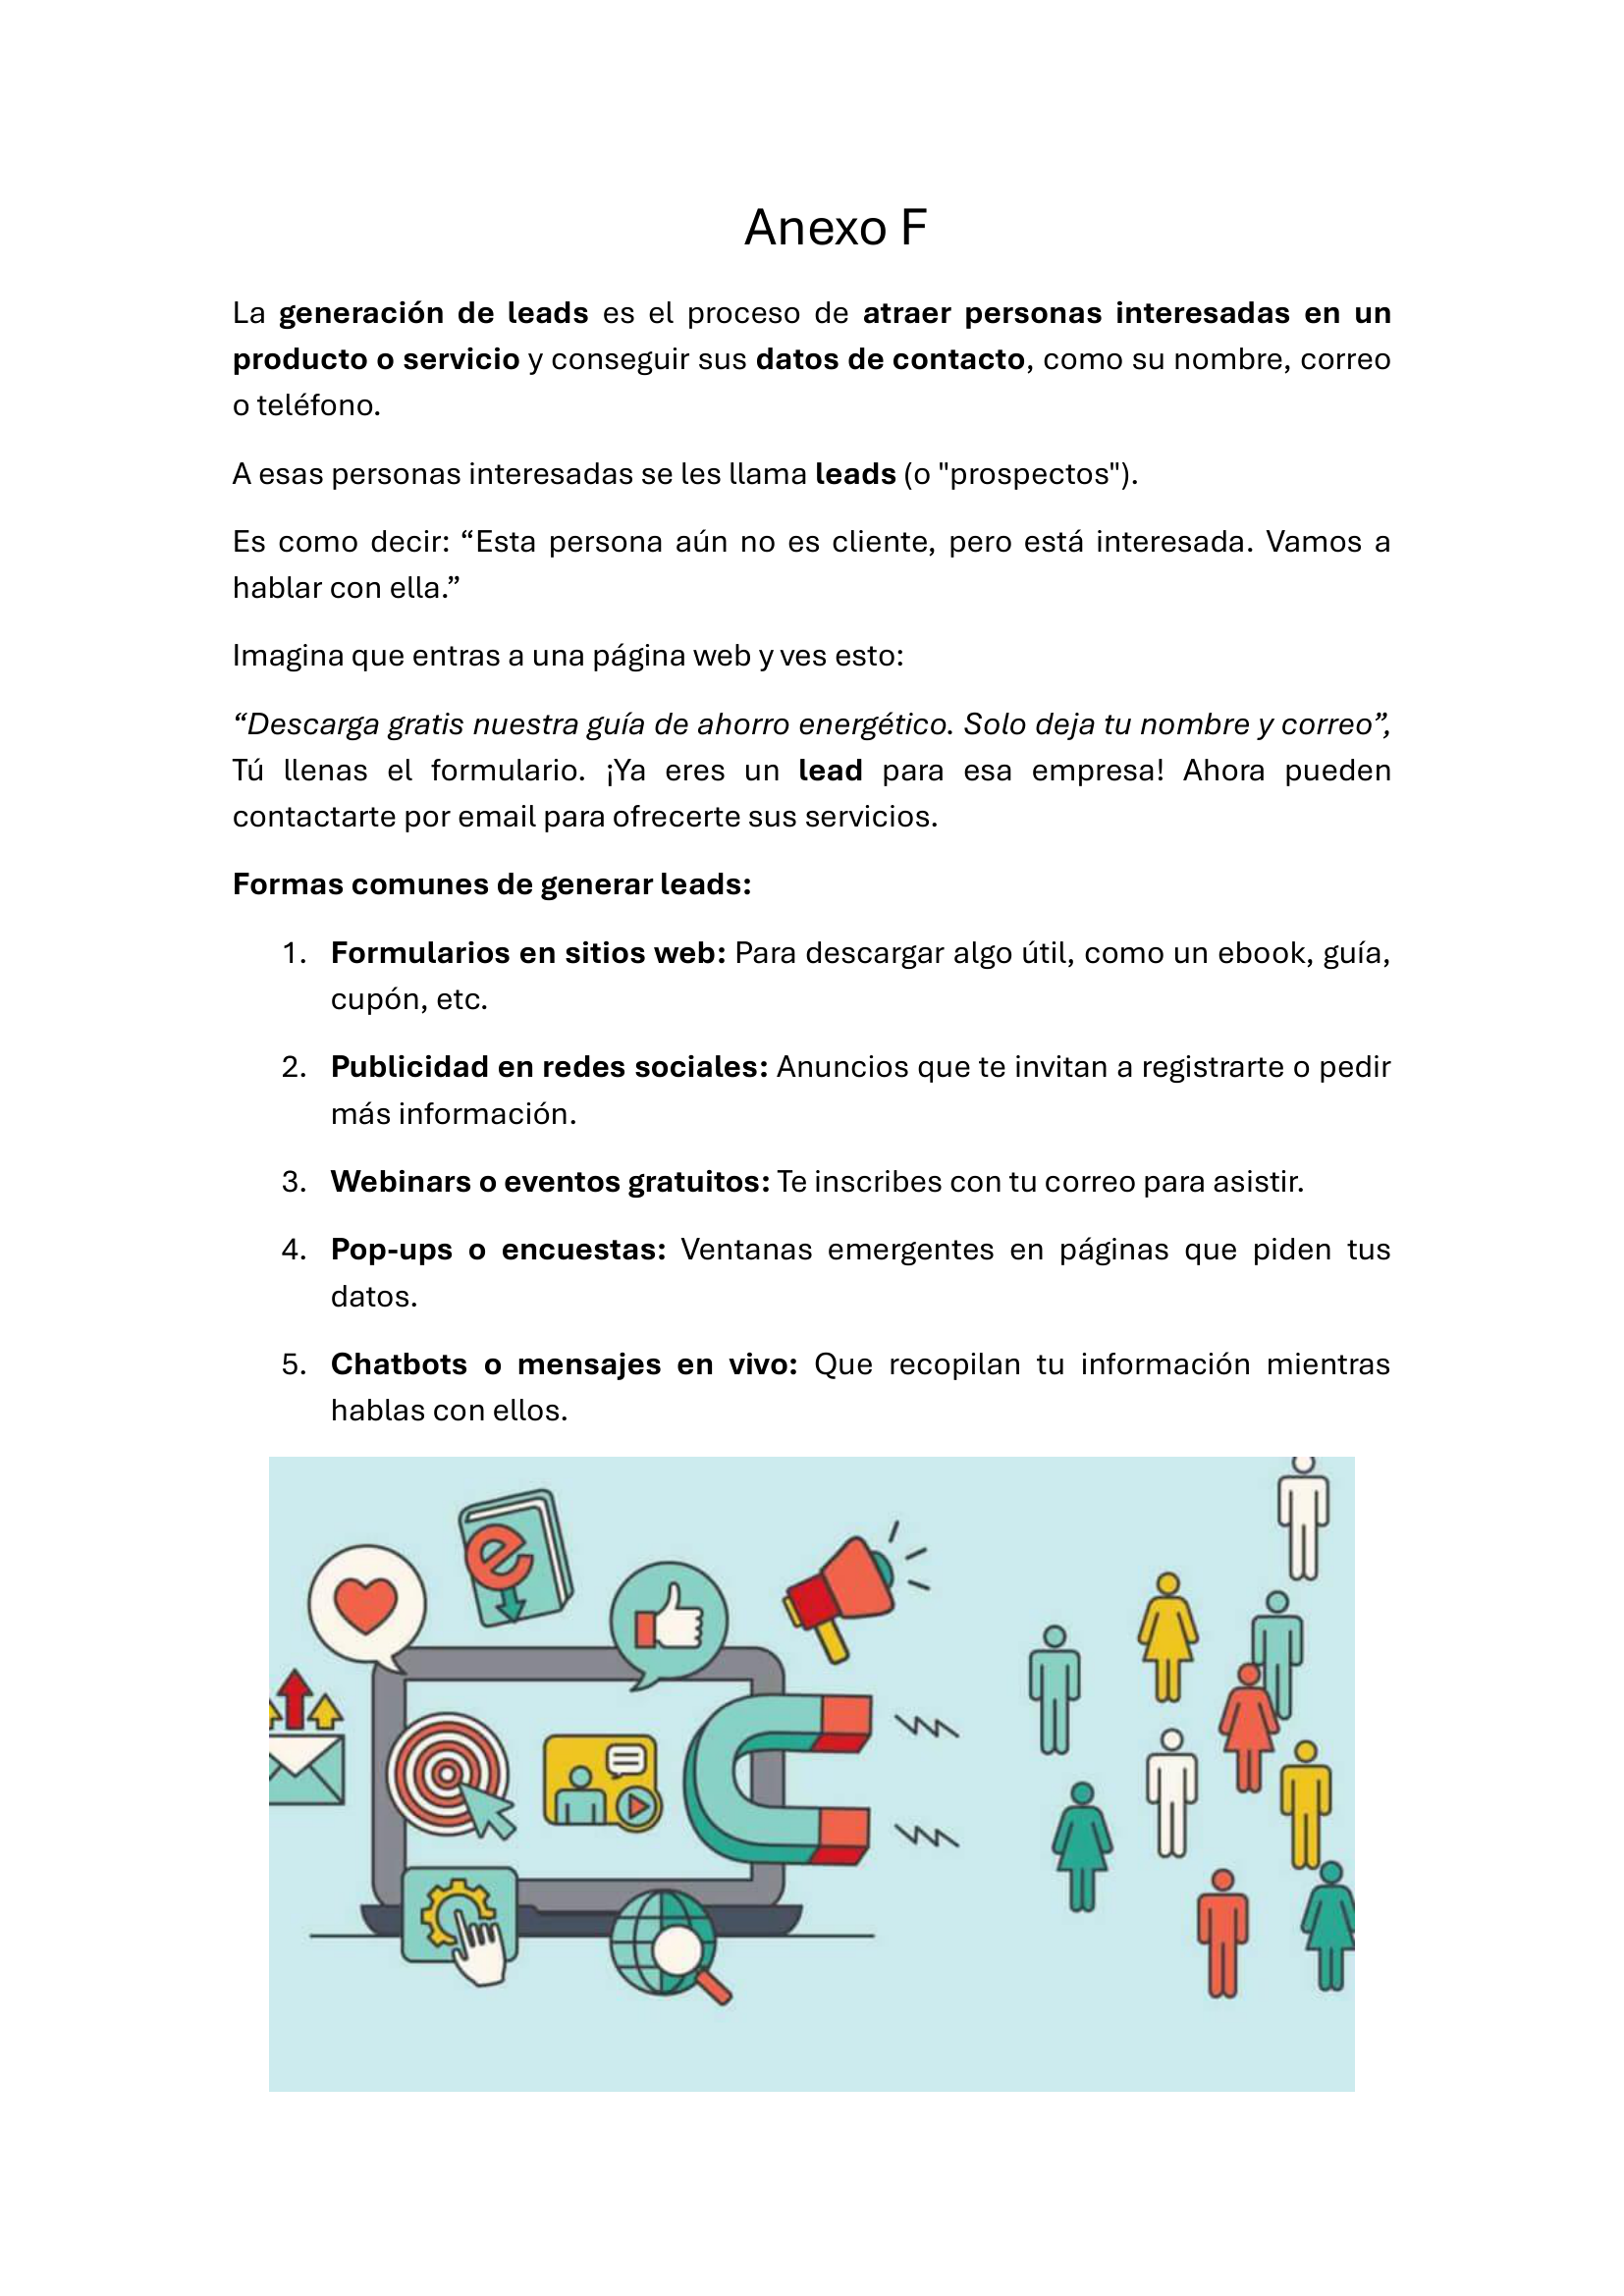 Anexo F
La generación de leads es el proceso de atraer personas interesadas en un
producto o servicio y conseguir sus datos de contacto, como su nombre, correo
o teléfono.
A esas personas interesadas se les llama leads (o "prospectos").
Es como decir: “Esta persona aún no es cliente, pero está interesada. Vamos a
hablar con ella.”
Imagina que entras a una página web y ves esto:
“Descarga gratis nuestra guía de ahorro energético. Solo deja tu nombre y correo”,
Tú llenas el formulario. ¡Ya eres un lead para esa empresa! Ahora pueden
contactarte por email para ofrecerte sus servicios.
Formas comunes de generar leads:
1. Formularios en sitios web: Para descargar algo útil, como un ebook, guía,
cupón, etc.
2. Publicidad en redes sociales: Anuncios que te invitan a registrarte o pedir
más información.
3. Webinars o eventos gratuitos: Te inscribes con tu correo para asistir.
4. Pop-ups o encuestas: Ventanas emergentes en páginas que piden tus
datos.
5. Chatbots o mensajes en vivo: Que recopilan tu información mientras
hablas con ellos.
e